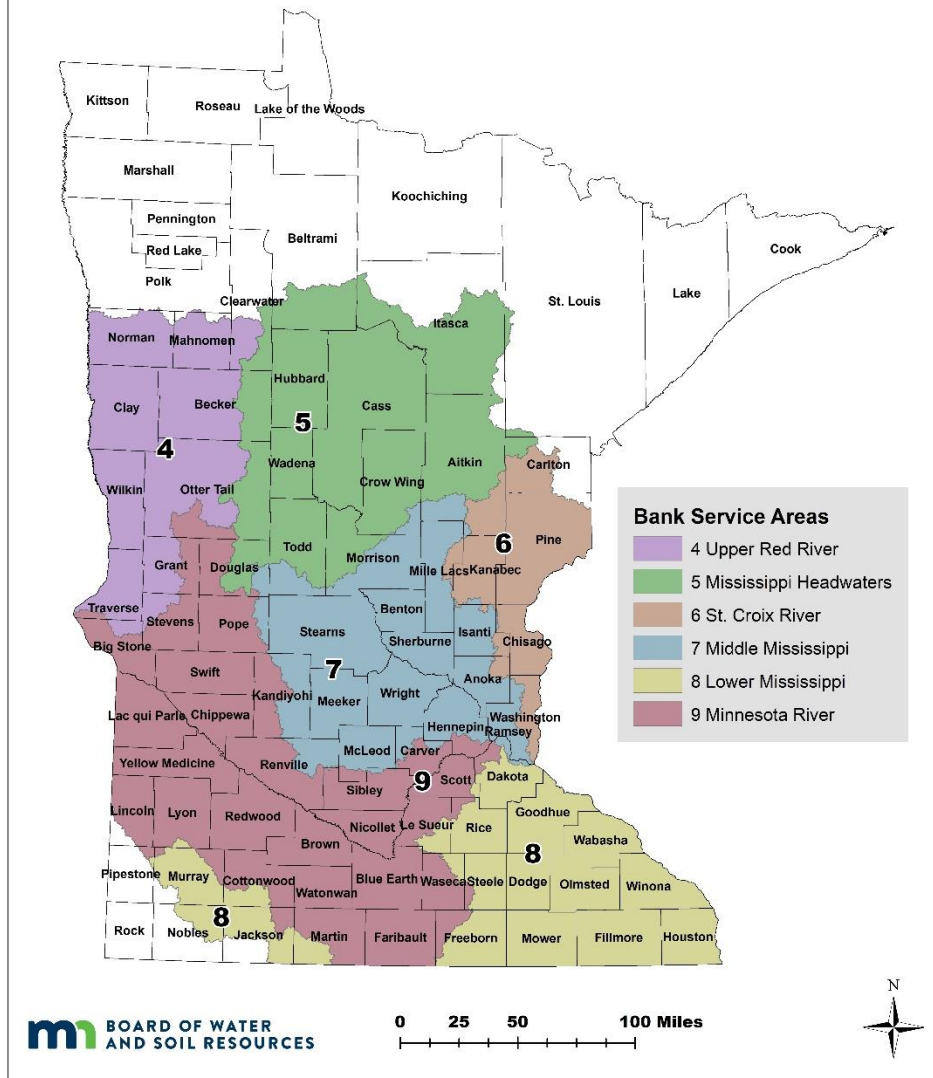 Kittson
Roseau
Lake of the Woods
Marshall
Koochiching
Pennington
Beltrami
Red Lake
Cook
Polk
St. Louis
Lake
Clearwater
Itasca
Norman
Mahnomen
Hubbard
Clay
Becker
Cass
5
4
Wadena
Aitkin
Carlton
Wilkin
Otter Tail
Crow Wing
6
Pine
Todd
Morrison
Grant
Douglas
Mille Lacs
Kanabec
Traverse
Benton
Stevens
Pope
Stearns
Sherburne
Isanti
Chisago
Big Stone
7
Anoka
Swift
Kandiyohi
Meeker
Wright
Lac qui Parle
Chippewa
Hennepin
Washington
Ramsey
McLeod
Carver
Yellow Medicine
Renville
9
Scott
Dakota
Sibley
Lincoln
Lyon
Redwood
Nicollet
Le Sueur
Rice
Goodhue
Wabasha
Brown
8
Pipestone
Murray
Cottonwood
Watonwan
Blue Earth
Waseca
Steele
Dodge
Olmsted
Winona
8
Rock
Nobles
Jackson
Martin
Faribault
Freeborn
Mower
Fillmore
Houston
Bank Service Areas
4 Upper Red River
5 Mississippi Headwaters
6 St. Croix River
7 Middle Mississippi
8 Lower Mississippi
9 Minnesota River
mn BOARD OF WATER
AND SOIL RESOURCES
0 25 50 100 Miles
N